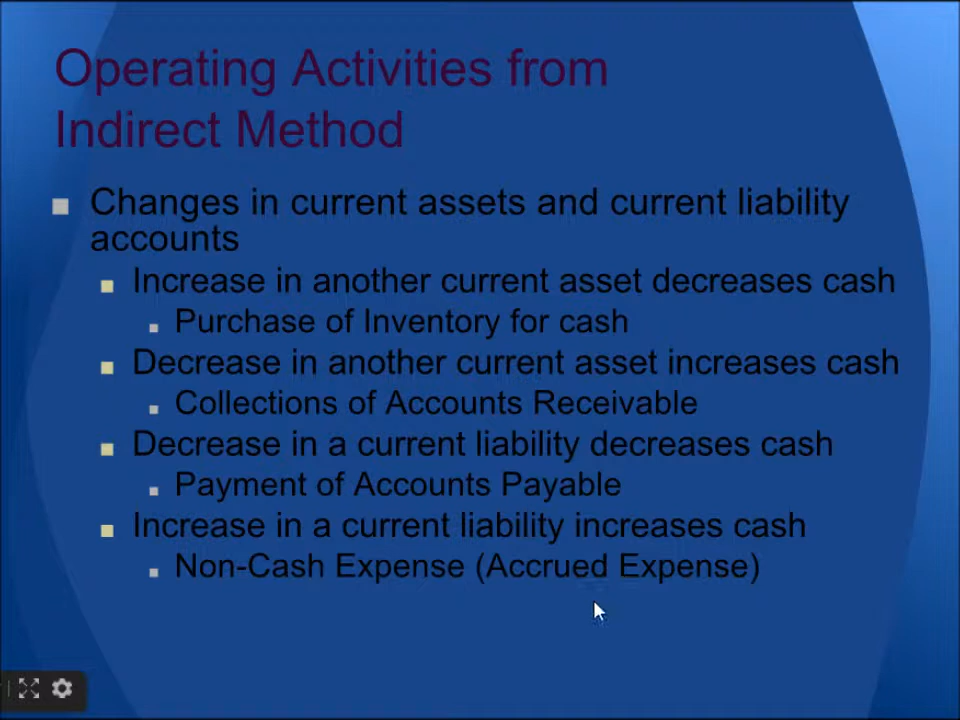 Operating Activities from
Indirect Method
Changes in current assets and current liability
accounts
Increase in another current asset decreases cash
Purchase of Inventory for cash
Decrease in another current asset increases cash
Collections of Accounts Receivable
Decrease in a current liability decreases cash
Payment of Accounts Payable
Increase in a current liability increases cash
Non-Cash Expense (Accrued Expense)